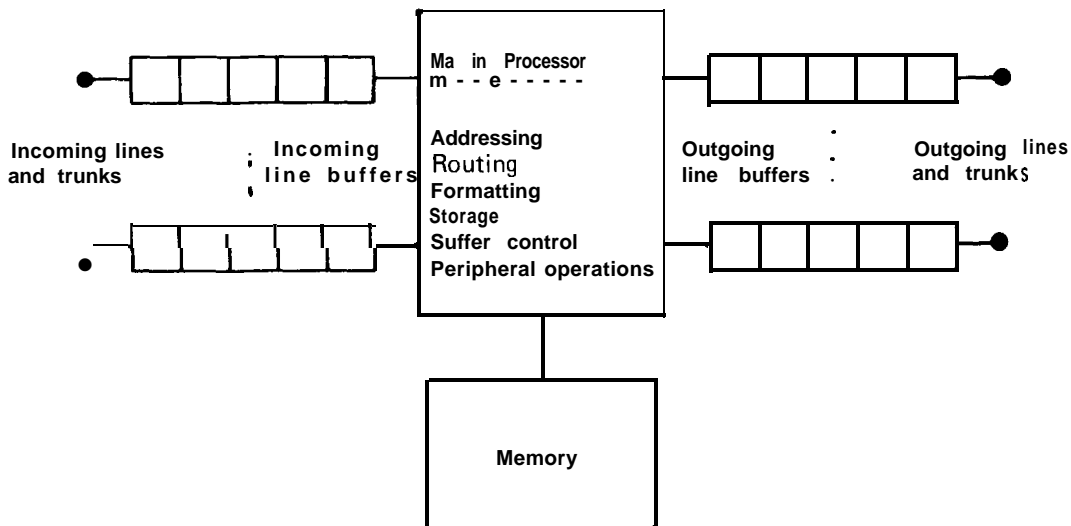 Ma in Processor
m - - e - - - - -
Addressing
Routing
Formatting
Storage
Suffer control
Peripheral operations
Incoming lines
and trunks
Incoming
line buffers
Outgoing
line buffers
Outgoing lines
and trunks
Memory